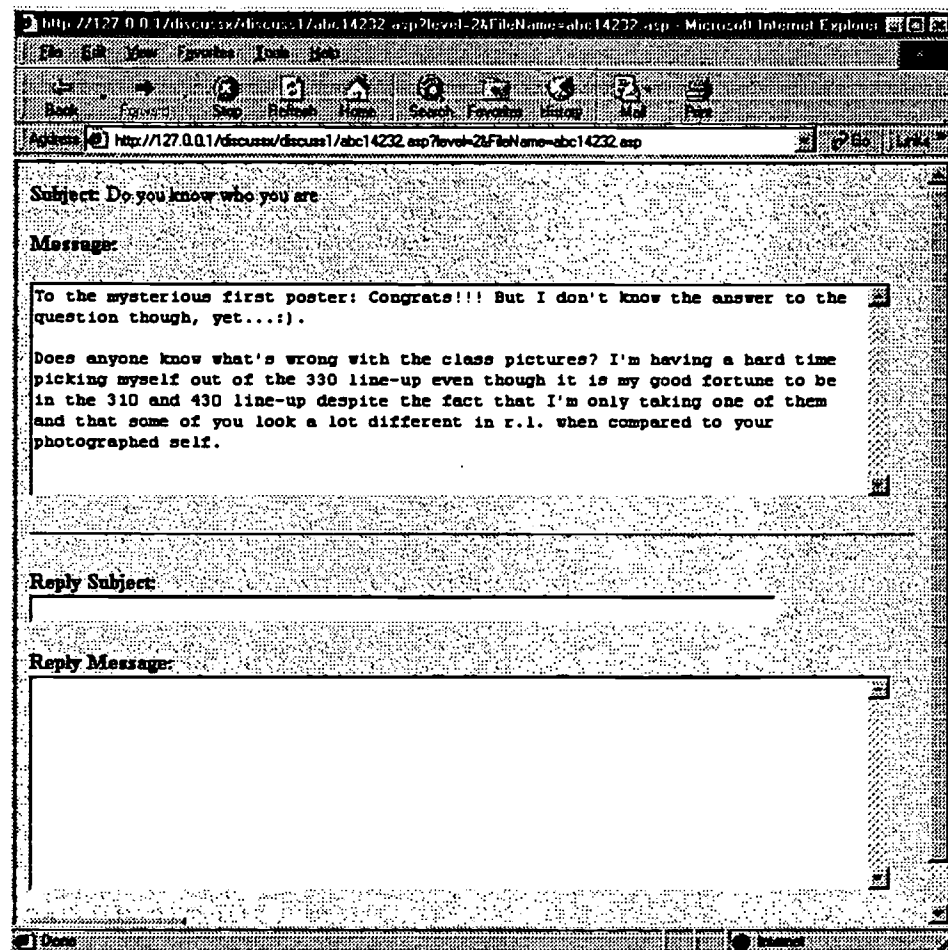 http://127.0.0.1/discussx/discuss1/abc14232.asp?level=2&FileName=abc14232.asp - Microsoft Internet Explorer
File Edit View Favorites Tools Help
Back Forward Stop Refresh Home Search Favorites History Mail Print
Address http://127.0.0.1/discussx/discuss1/abc14232.asp?level=2&FileName=abc14232.asp Go Links
Subject: Do you know who you are
Message:
To the mysterious first poster: Congrats!!! But I don't know the answer to the
question though, yet...:).
Does anyone know what's wrong with the class pictures? I'm having a hard time
picking myself out of the 330 line-up even though it is my good fortune to be
in the 310 and 430 line-up despite the fact that I'm only taking one of them
and that some of you look a lot different in r.l. when compared to your
photographed self.
Reply Subject:
Reply Message:
Done Internet